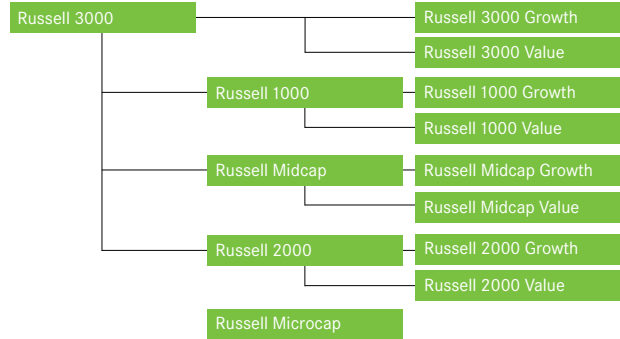 Russell 3000
Russell 3000 Growth
Russell 3000 Value
Russell 1000
Russell 1000 Growth
Russell 1000 Value
Russell Midcap
Russell Midcap Growth
Russell Midcap Value
Russell 2000
Russell 2000 Growth
Russell 2000 Value
Russell Microcap